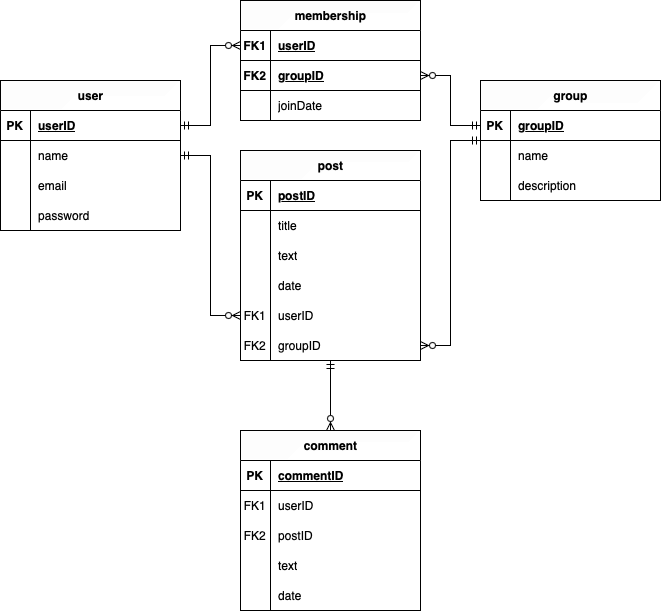 membership
FK1 userID
FK2 groupID
joinDate
user
PK userID
name
email
password
group
PK groupID
name
description
post
PK postID
title
text
date
FK1 userID
FK2 groupID
comment
PK commentID
FK1 userID
FK2 postID
text
date